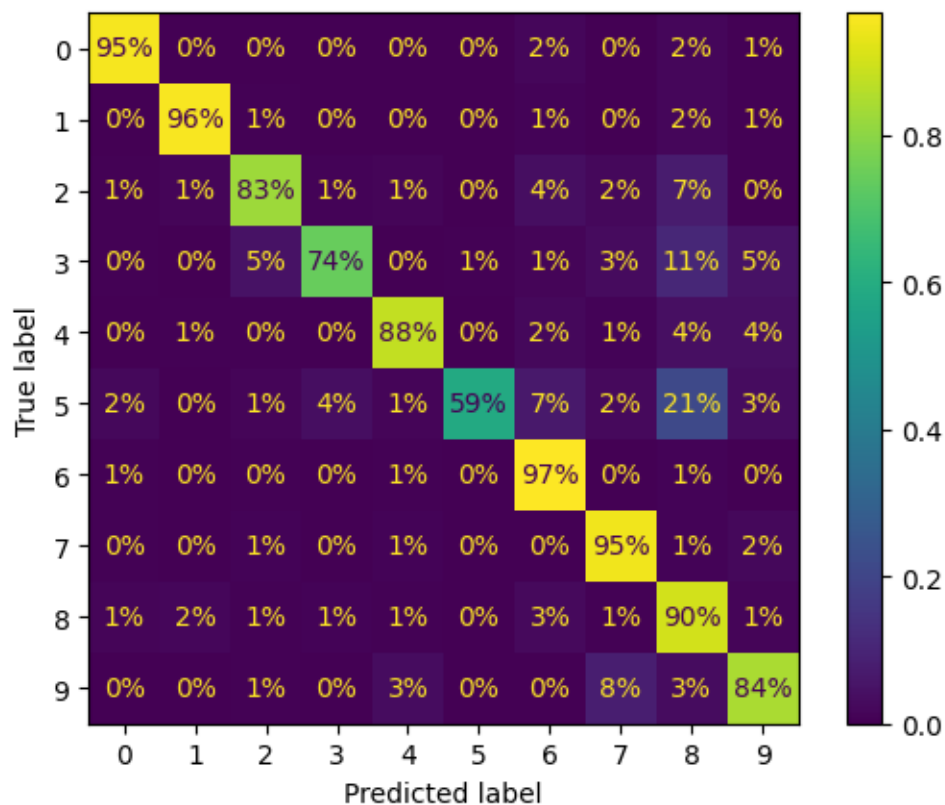 True label
0 95% 0% 0% 0% 0% 0% 2% 0% 2% 1%
1 0% 96% 1% 0% 0% 0% 1% 0% 2% 1%
2 1% 1% 83% 1% 1% 0% 4% 2% 7% 0%
3 0% 0% 5% 74% 0% 1% 1% 3% 11% 5%
4 0% 1% 0% 0% 88% 0% 2% 1% 4% 4%
5 2% 0% 1% 4% 1% 59% 7% 2% 21% 3%
6 1% 0% 0% 0% 1% 0% 97% 0% 1% 0%
7 0% 0% 1% 0% 1% 0% 0% 95% 1% 2%
8 1% 2% 1% 1% 1% 0% 3% 1% 90% 1%
9 0% 0% 1% 0% 3% 0% 0% 8% 3% 84%
0 1 2 3 4 5 6 7 8 9
Predicted label
0.8
0.6
0.4
0.2
0.0